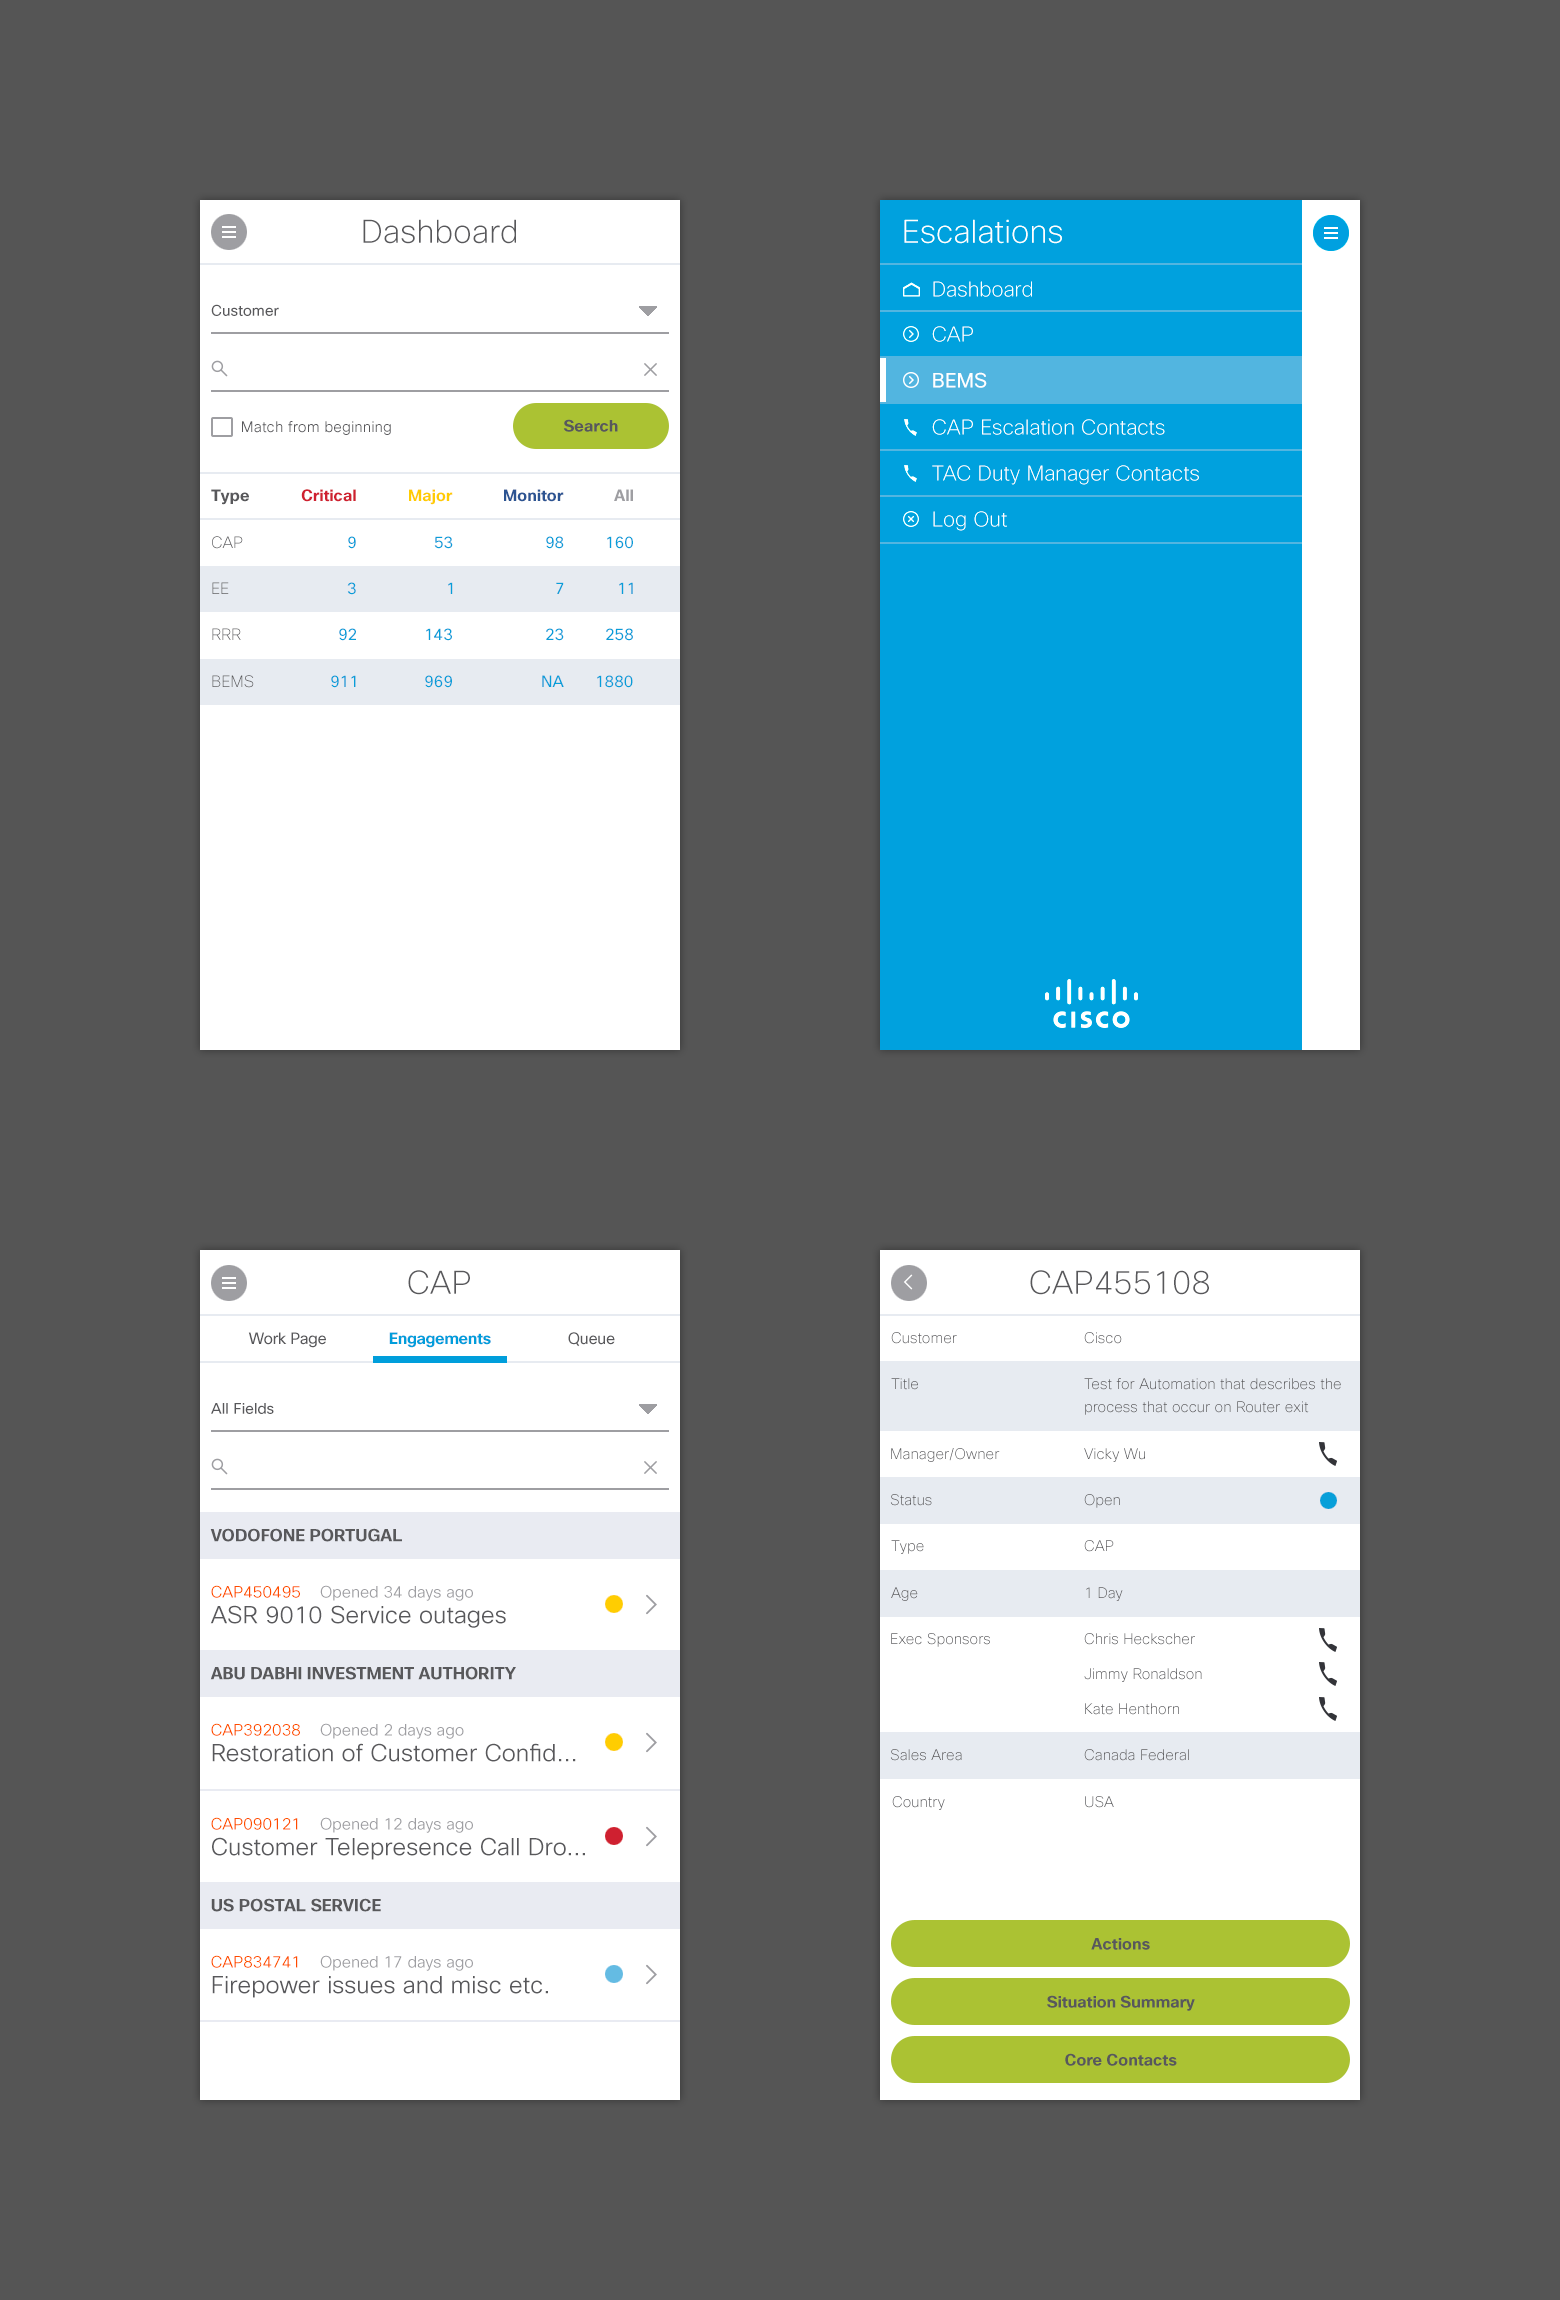 Dashboard
Customer
Match from beginning Search
Type Critical Major Monitor All
CAP 9 53 98 160
EE 3 1 7 11
RRR 92 143 23 258
BEMS 911 969 NA 1880
Escalations
Dashboard
CAP
BEMS
CAP Escalation Contacts
TAC Duty Manager Contacts
Log Out
CISCO
CAP
Work Page Engagements Queue
All Fields
VODOFONE PORTUGAL
CAP450495 Opened 34 days ago
ASR 9010 Service outages
ABU DABHI INVESTMENT AUTHORITY
CAP392038 Opened 2 days ago
Restoration of Customer Confid...
CAP090121 Opened 12 days ago
Customer Telepresence Call Dro...
US POSTAL SERVICE
CAP834741 Opened 17 days ago
Firepower issues and misc etc.
CAP455108
Customer Cisco
Title Test for Automation that describes the
process that occur on Router exit
Manager/Owner Vicky Wu
Status Open
Type CAP
Age 1 Day
Exec Sponsors Chris Heckscher
Jimmy Ronaldson
Kate Henthorn
Sales Area Canada Federal
Country USA
Actions
Situation Summary
Core Contacts